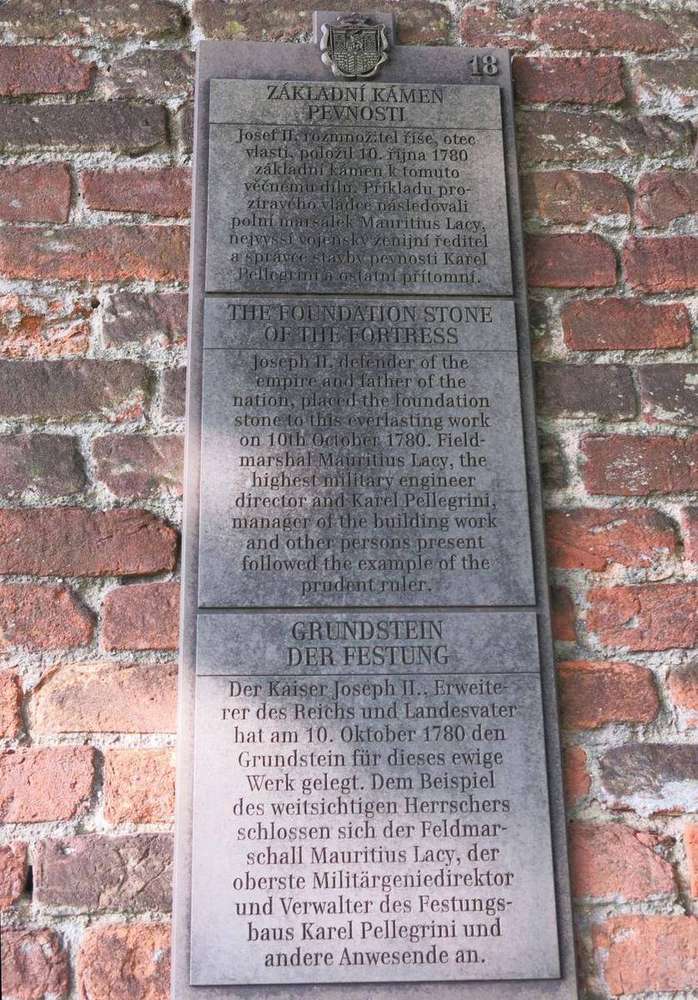 18
ZÁKLADNÍ KÁMEN
PEVNOSTI
Josef II., rozmnožitel říše, otec
vlasti, položil 10. října 1780
základní kámen k tomuto
věčnému dílu. Příkladu pro-
zíravého vládce následovali
polní maršálek Mauritius Lacy,
nejvyšší vojenský ženijní ředitel
a správce stavby pevnosti Karel
Pellegrini a ostatní přítomní.
THE FOUNDATION STONE
OF THE FORTRESS
Joseph II., defender of the
empire and father of the
nation, placed the foundation
stone to this everlasting work
on 10th October 1780. Field-
marshal Mauritius Lacy, the
highest military engineer
director and Karel Pellegrini,
manager of the building work
and other persons present
followed the example of the
prudent ruler.
GRUNDSTEIN
DER FESTUNG
Der Kaiser Joseph II., Erweite-
rer des Reichs und Landesvater
hat am 10. Oktober 1780 den
Grundstein für dieses ewige
Werk gelegt. Dem Beispiel
des weitsichtigen Herrschers
schlossen sich der Feldmar-
schall Mauritius Lacy, der
oberste Militärgeniedirektor
und Verwalter des Festungs-
baus Karel Pellegrini und
andere Anwesende an.